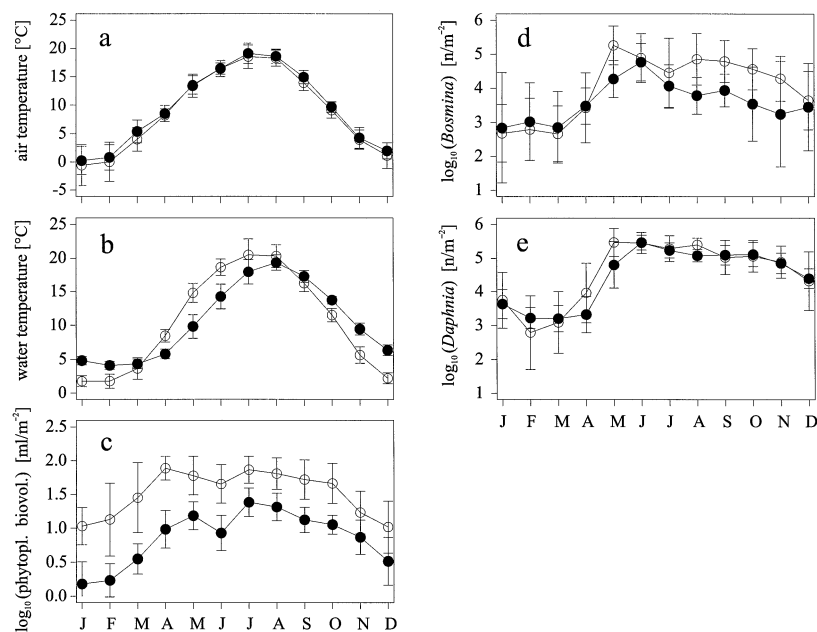 a
air temperature [°C]
25
20
15
10
5
0
-5
b
water temperature [°C]
25
20
15
10
5
0
c
log10(phytopl. biovol.) [ml/m-2]
2.5
2.0
1.5
1.0
0.5
0.0
J F M A M J J A S O N D
d
log10(Bosmina) [n/m-2]
6
5
4
3
2
1
e
log10(Daphnia) [n/m-2]
6
5
4
3
2
1
J F M A M J J A S O N D